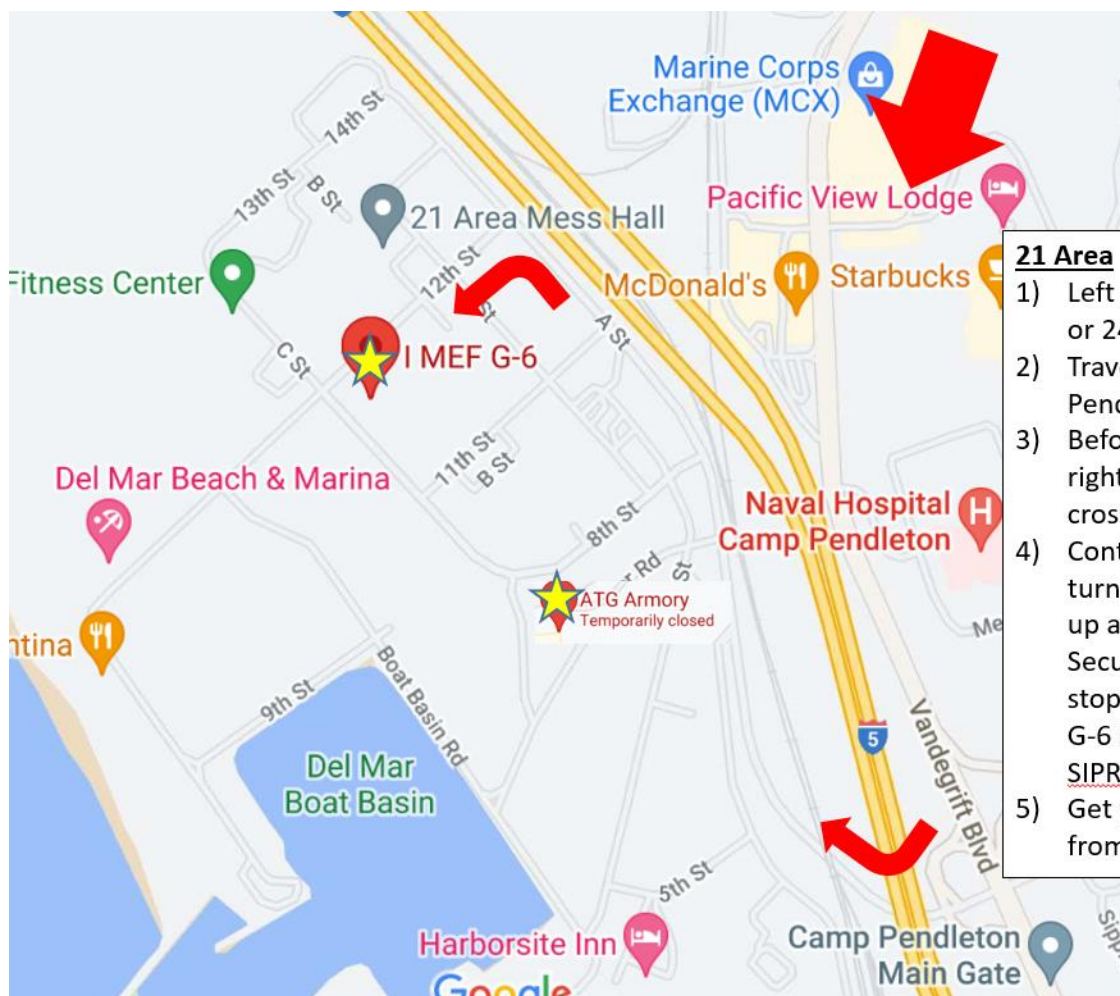 Marine Corps
Exchange (MCX)
14th St
13th St
B St
21 Area Mess Hall
Pacific View Lodge
12th St
Fitness Center
McDonald's
Starbucks
St
A St
I MEF G-6
C St
11th St
B St
Del Mar Beach & Marina
Naval Hospital
Camp Pendleton
8th St
Rd
St
ATG Armory
Temporarily closed
9th St
Boat Basin Rd
Del Mar
Boat Basin
5
Vandegrift Blvd
5th St
Harborsite Inn
Camp Pendleton
Main Gate
Google
21 Area
1) Left
or 24
2) Trav
Pend
3) Befo
right
cros
4) Cont
turn
up a
Secu
stop
G-6
SIPR
5) Get
from